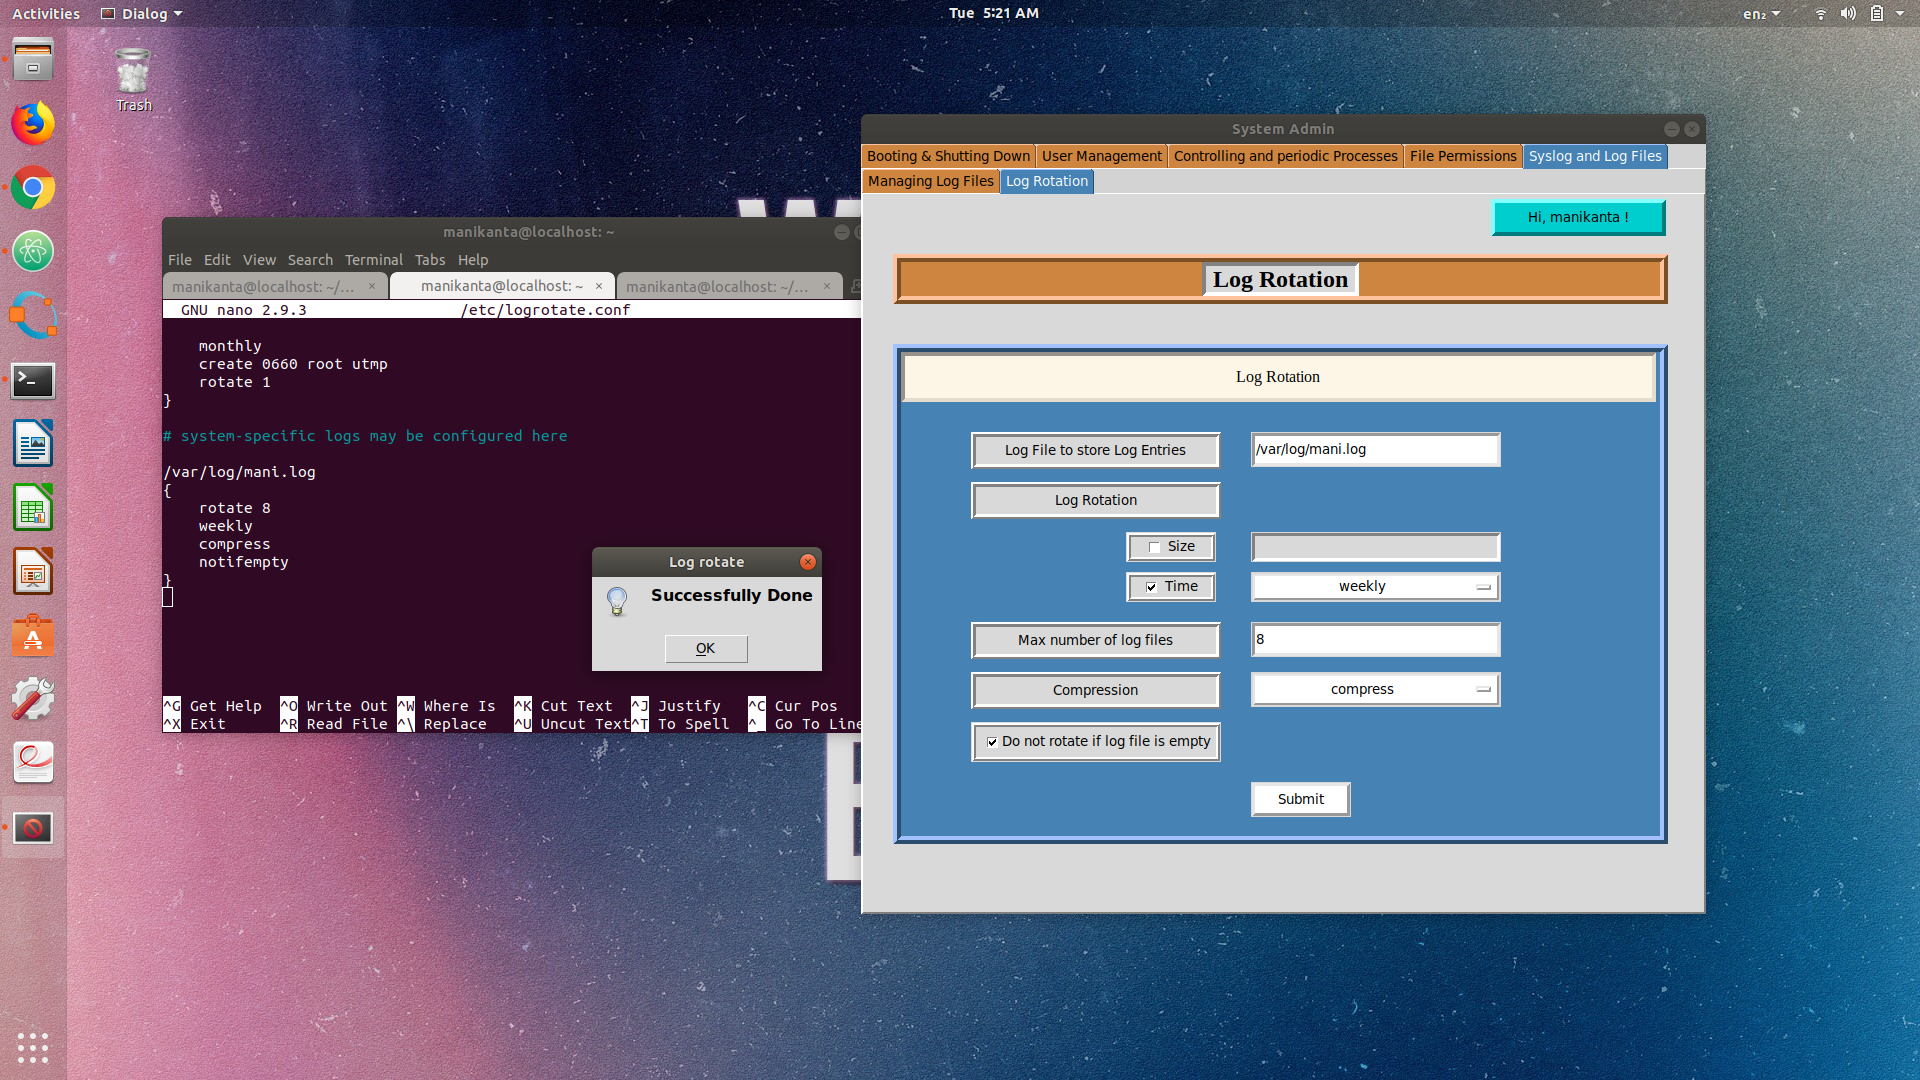 Activities
Dialog
Tue 5:21 AM
en₂
Trash
manikanta@localhost: ~
File Edit View Search Terminal Tabs Help
manikanta@localhost: ~/... × manikanta@localhost: ~ × manikanta@localhost: ~/... ×
GNU nano 2.9.3 /etc/logrotate.conf
monthly
create 0660 root utmp
rotate 1
}
# system-specific logs may be configured here
/var/log/mani.log
{
rotate 8
weekly
compress
notifempty
}
^G Get Help ^O Write Out ^W Where Is ^K Cut Text ^J Justify ^C Cur Pos
^X Exit ^R Read File ^\ Replace ^U Uncut Text ^T To Spell ^_ Go To Line
Log rotate
Successfully Done
OK
System Admin
Booting & Shutting Down User Management Controlling and periodic Processes File Permissions Syslog and Log Files
Managing Log Files Log Rotation
Hi, manikanta !
Log Rotation
Log Rotation
Log File to store Log Entries /var/log/mani.log
Log Rotation
Size
Time weekly
Max number of log files 8
Compression compress
Do not rotate if log file is empty
Submit